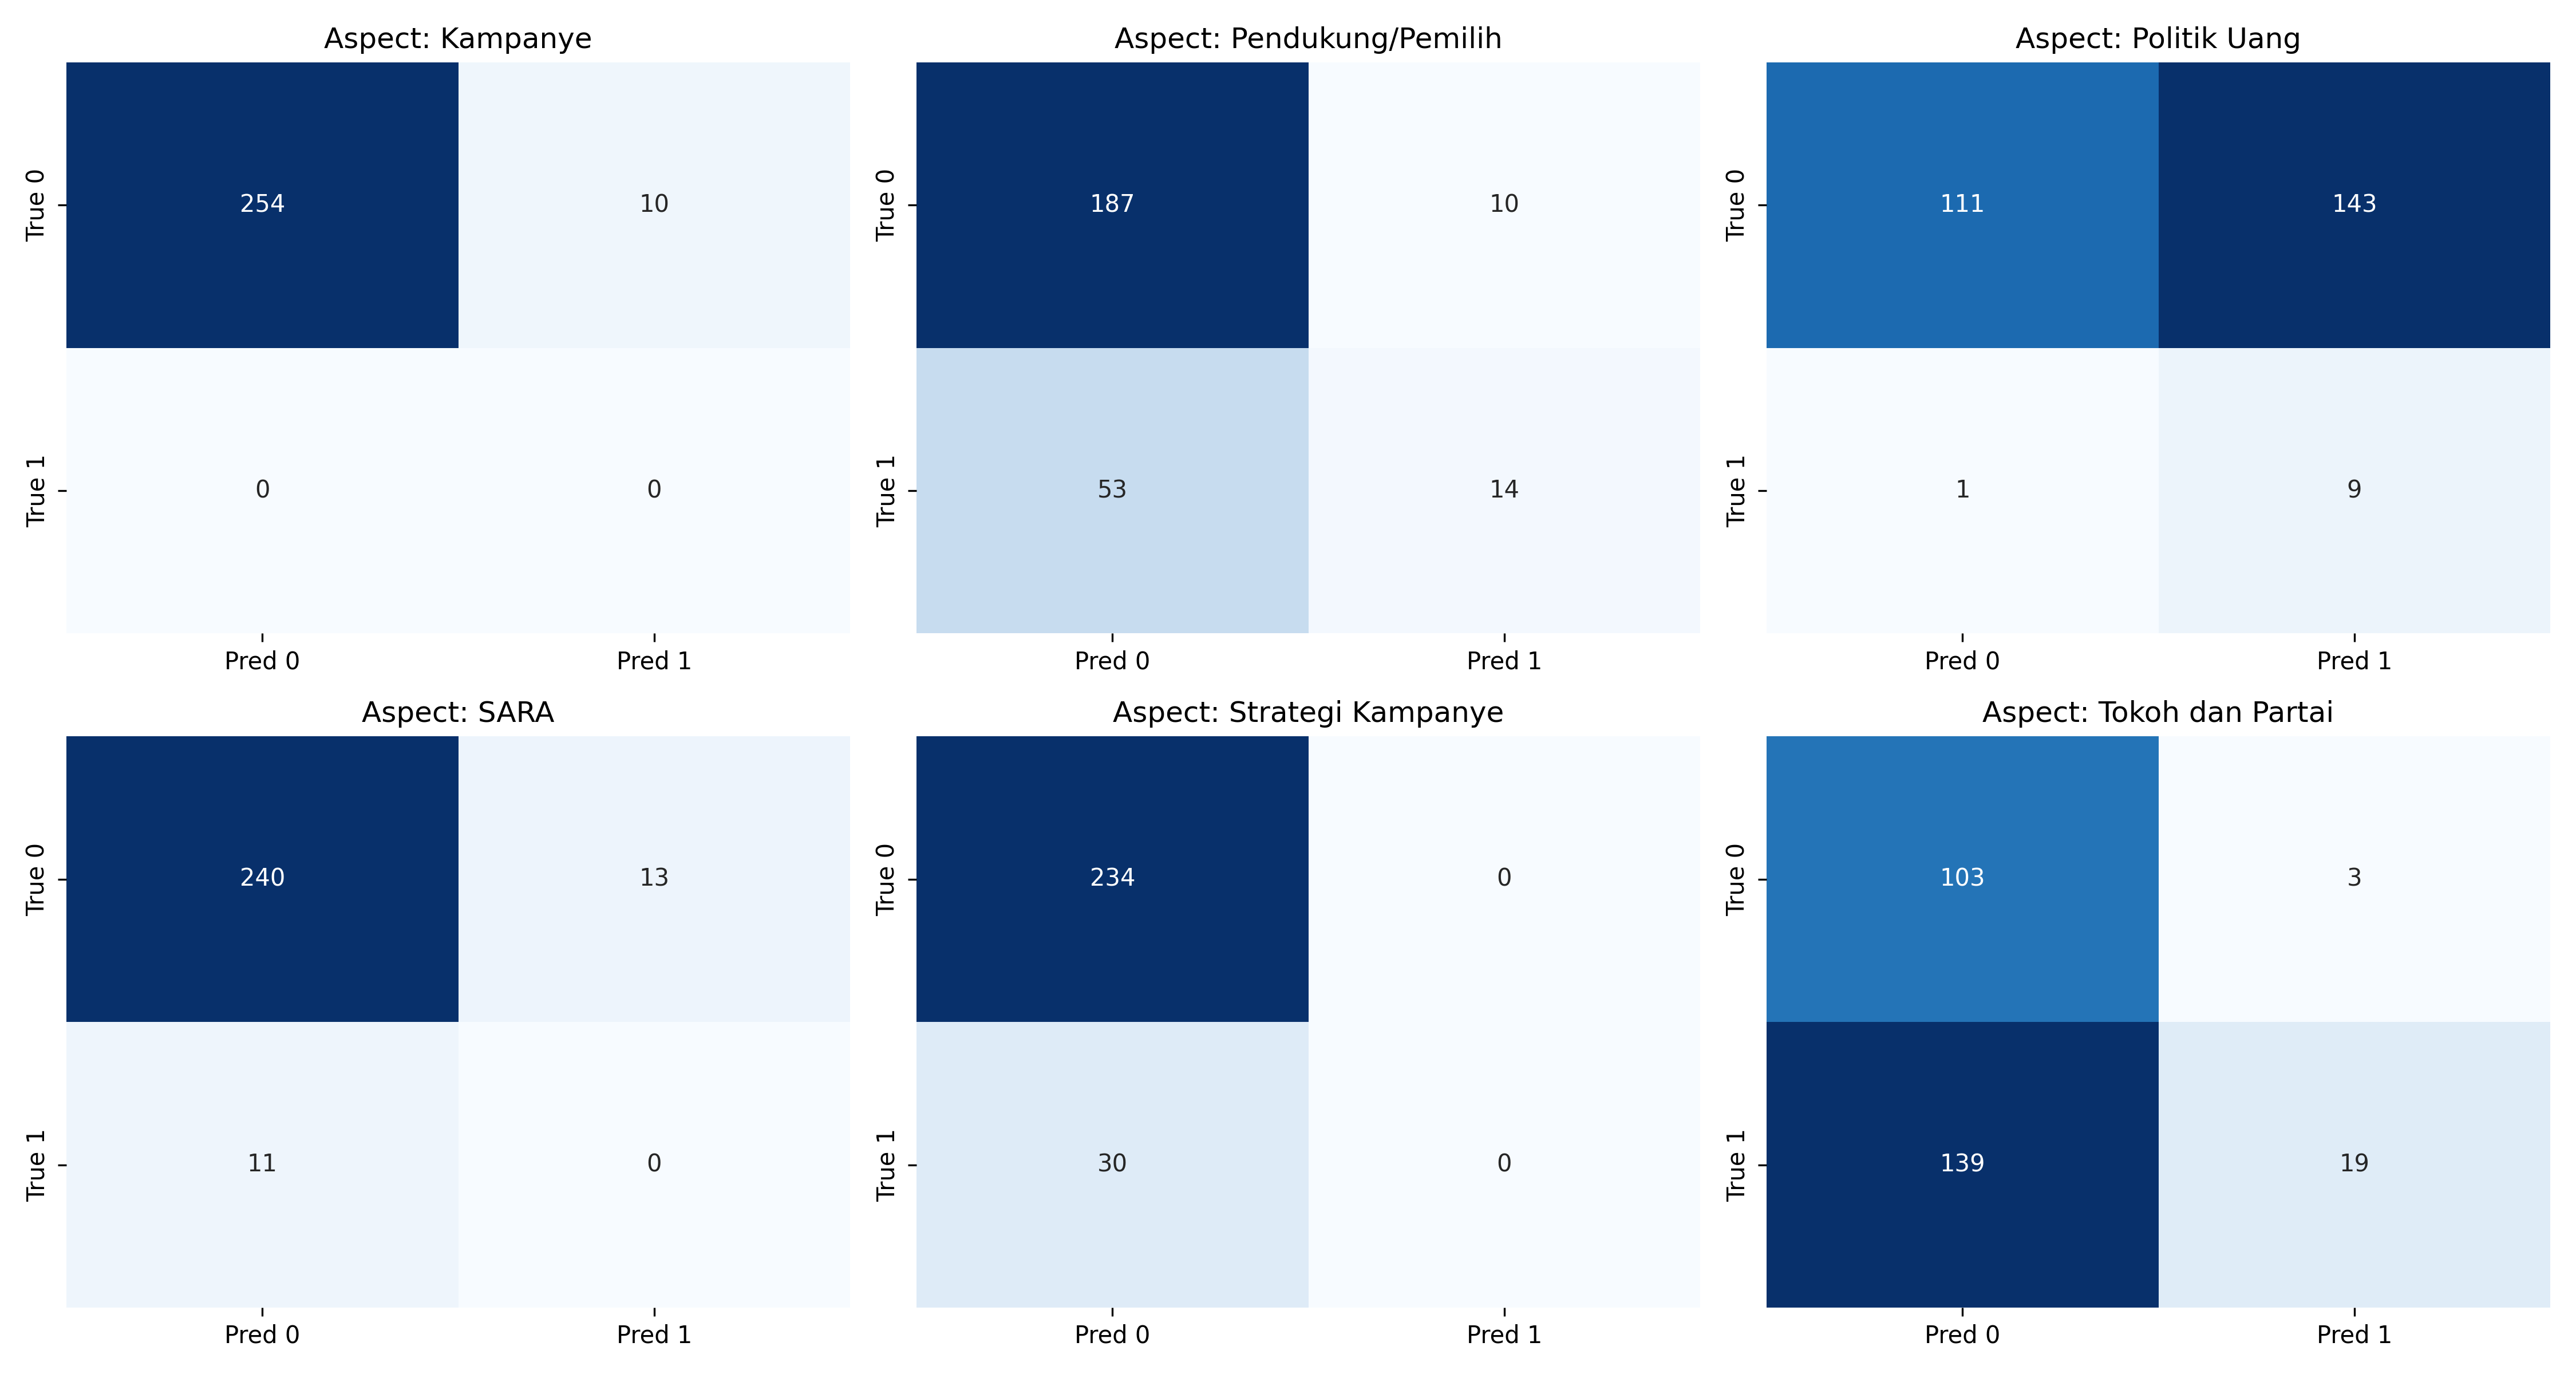 Aspect: Kampanye
True 0
254
10
True 1
0
0
Pred 0
Pred 1
Aspect: Pendukung/Pemilih
True 0
187
10
True 1
53
14
Pred 0
Pred 1
Aspect: Politik Uang
True 0
111
143
True 1
1
9
Pred 0
Pred 1
Aspect: SARA
True 0
240
13
True 1
11
0
Pred 0
Pred 1
Aspect: Strategi Kampanye
True 0
234
0
True 1
30
0
Pred 0
Pred 1
Aspect: Tokoh dan Partai
True 0
103
3
True 1
139
19
Pred 0
Pred 1